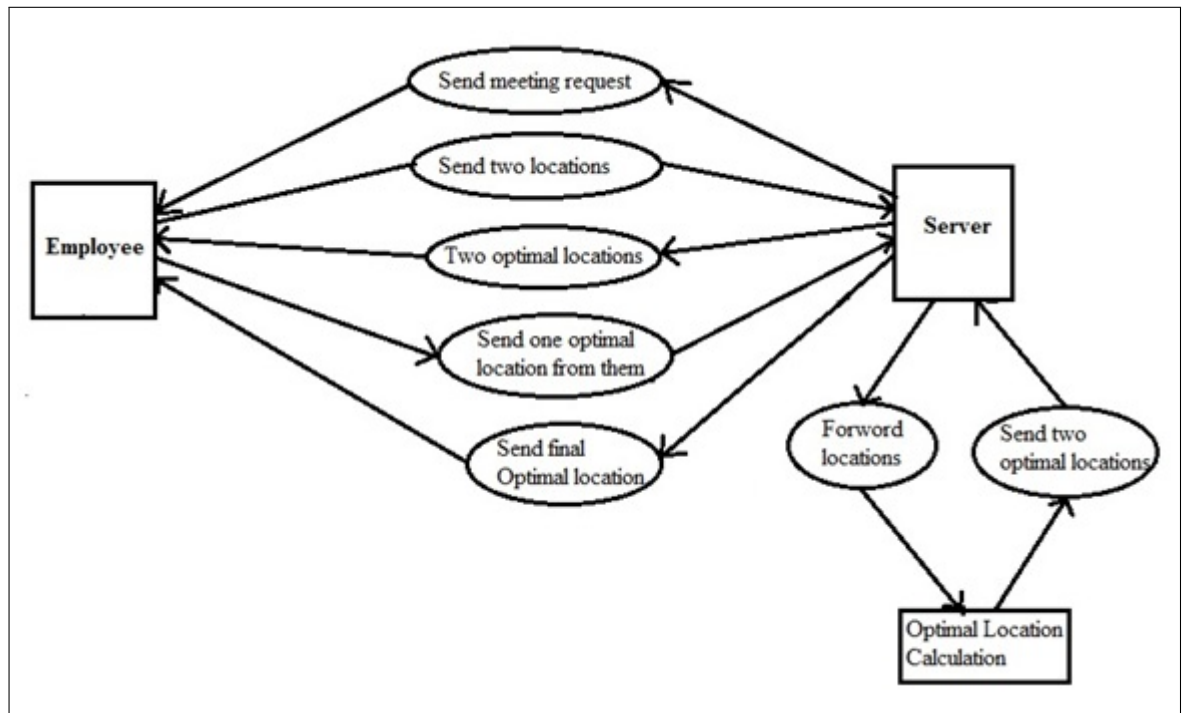 Send meeting request
Send two locations
Employee
Server
Two optimal locations
Send one optimal
location from them
Send final
Optimal location
Forword
locations
Send two
optimal locations
Optimal Location
Calculation